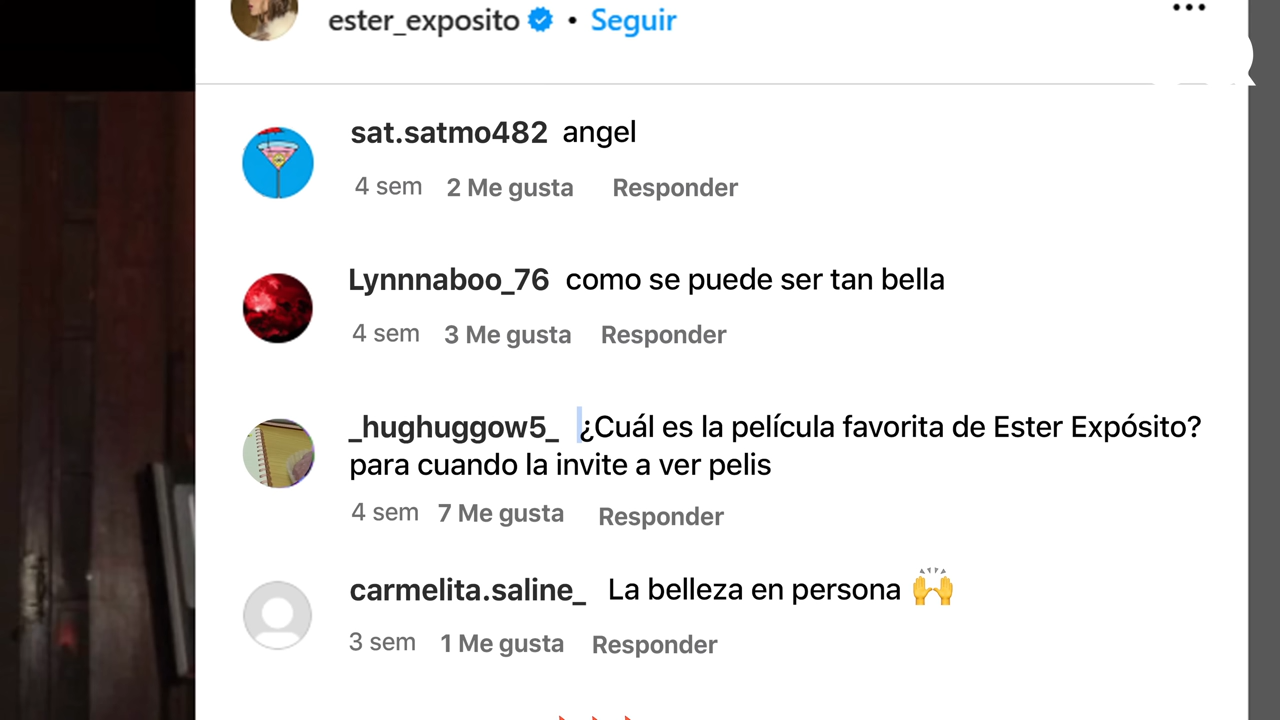 ester_exposito • Seguir
sat.satmo482 angel
4 sem 2 Me gusta Responder
Lynnnaboo_76 como se puede ser tan bella
4 sem 3 Me gusta Responder
_hughuggow5_ ¿Cuál es la película favorita de Ester Expósito?
para cuando la invite a ver pelis
4 sem 7 Me gusta Responder
carmelita.saline_ La belleza en persona 🙌
3 sem 1 Me gusta Responder